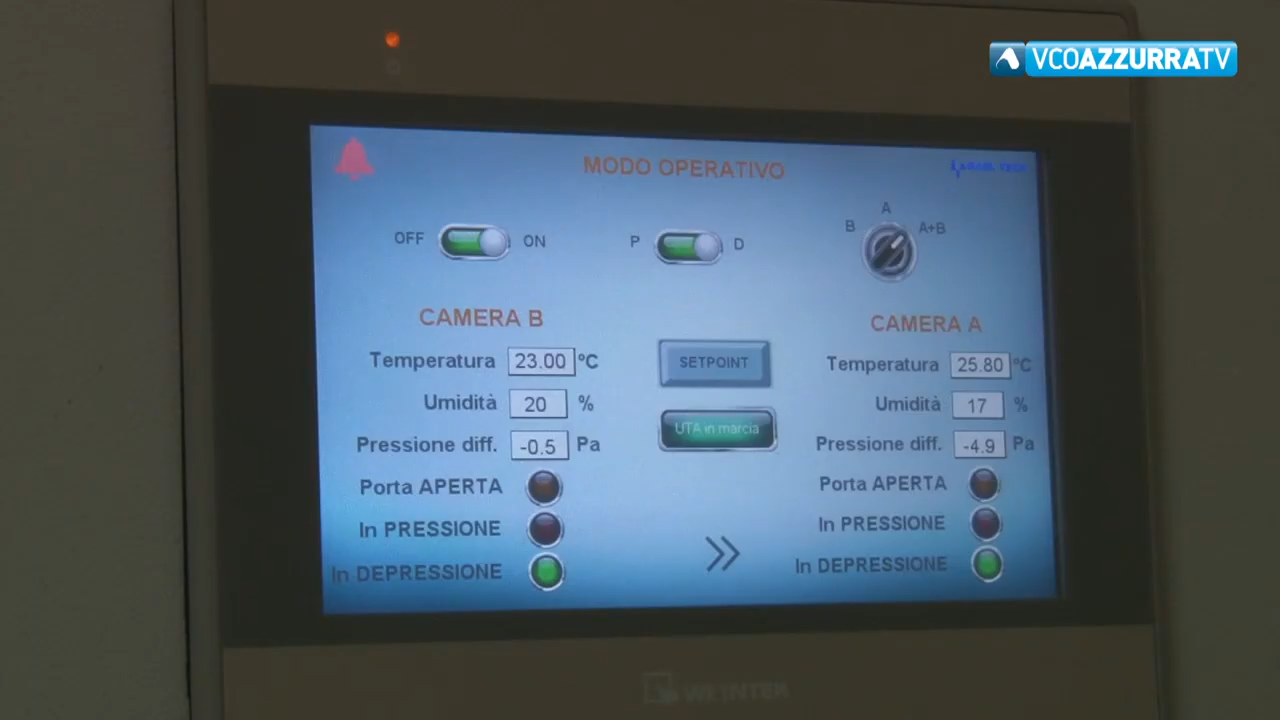 VCOAZZURRATV
MODO OPERATIVO
OFF ON
P D
B A A+B
CAMERA B
Temperatura 23.00 °C
Umidità 20 %
Pressione diff. -0.5 Pa
Porta APERTA
In PRESSIONE
In DEPRESSIONE
SETPOINT
UTA in marcia
CAMERA A
Temperatura 25.80 °C
Umidità 17 %
Pressione diff. -4.9 Pa
Porta APERTA
In PRESSIONE
In DEPRESSIONE
WEINTEK